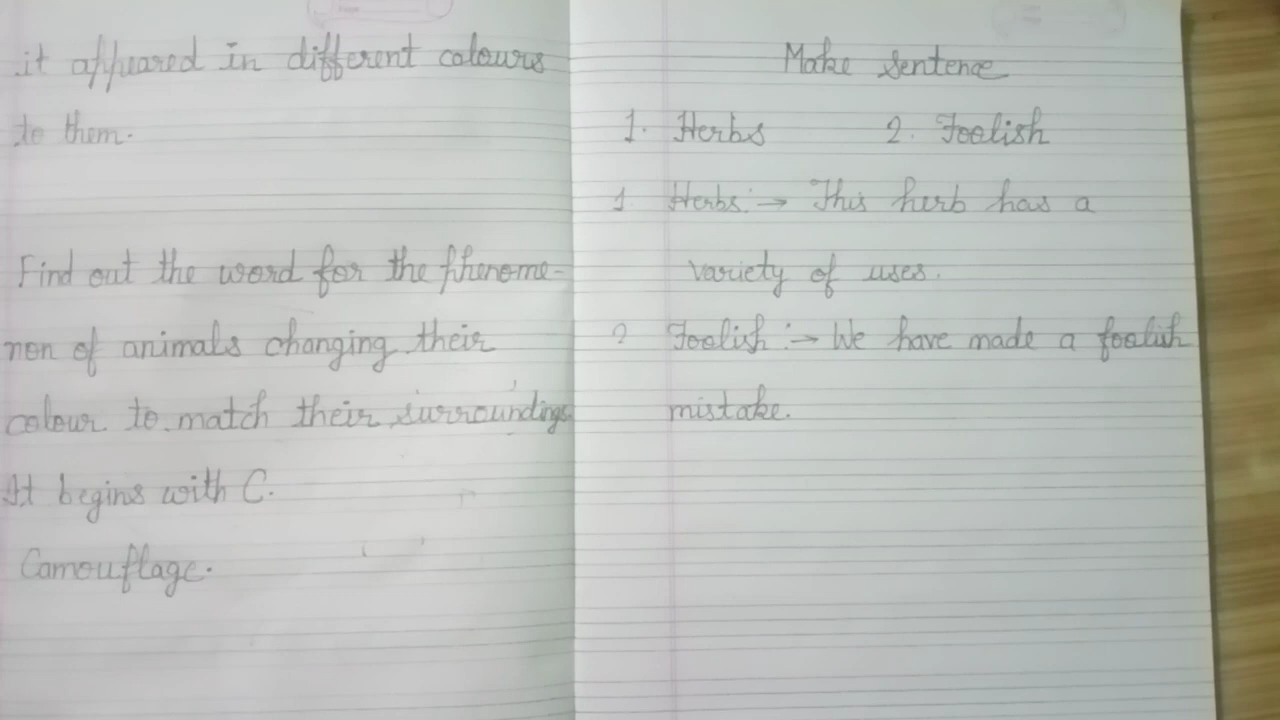 it appeared in different colours
to them.
Find out the word for the phenome-
non of animals changing their
colour to match their surroundings
It begins with C.
Camouflage.
Make sentence
1. Herbs 2. Foolish
1 Herbs :→ This herb has a
variety of uses.
2 Foolish :→ We have made a foolish
mistake.